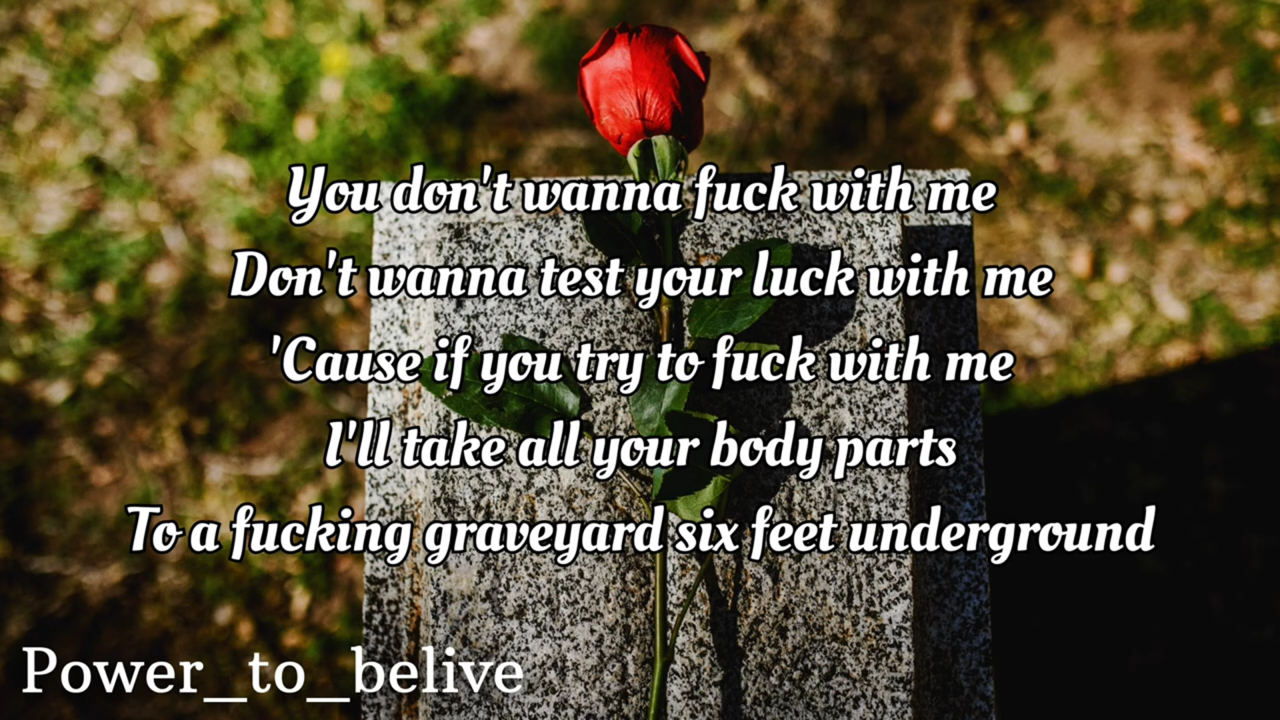 You don't wanna fuck with me
Don't wanna test your luck with me
'Cause if you try to fuck with me
I'll take all your body parts
To a fucking graveyard six feet underground
Power_to_belive